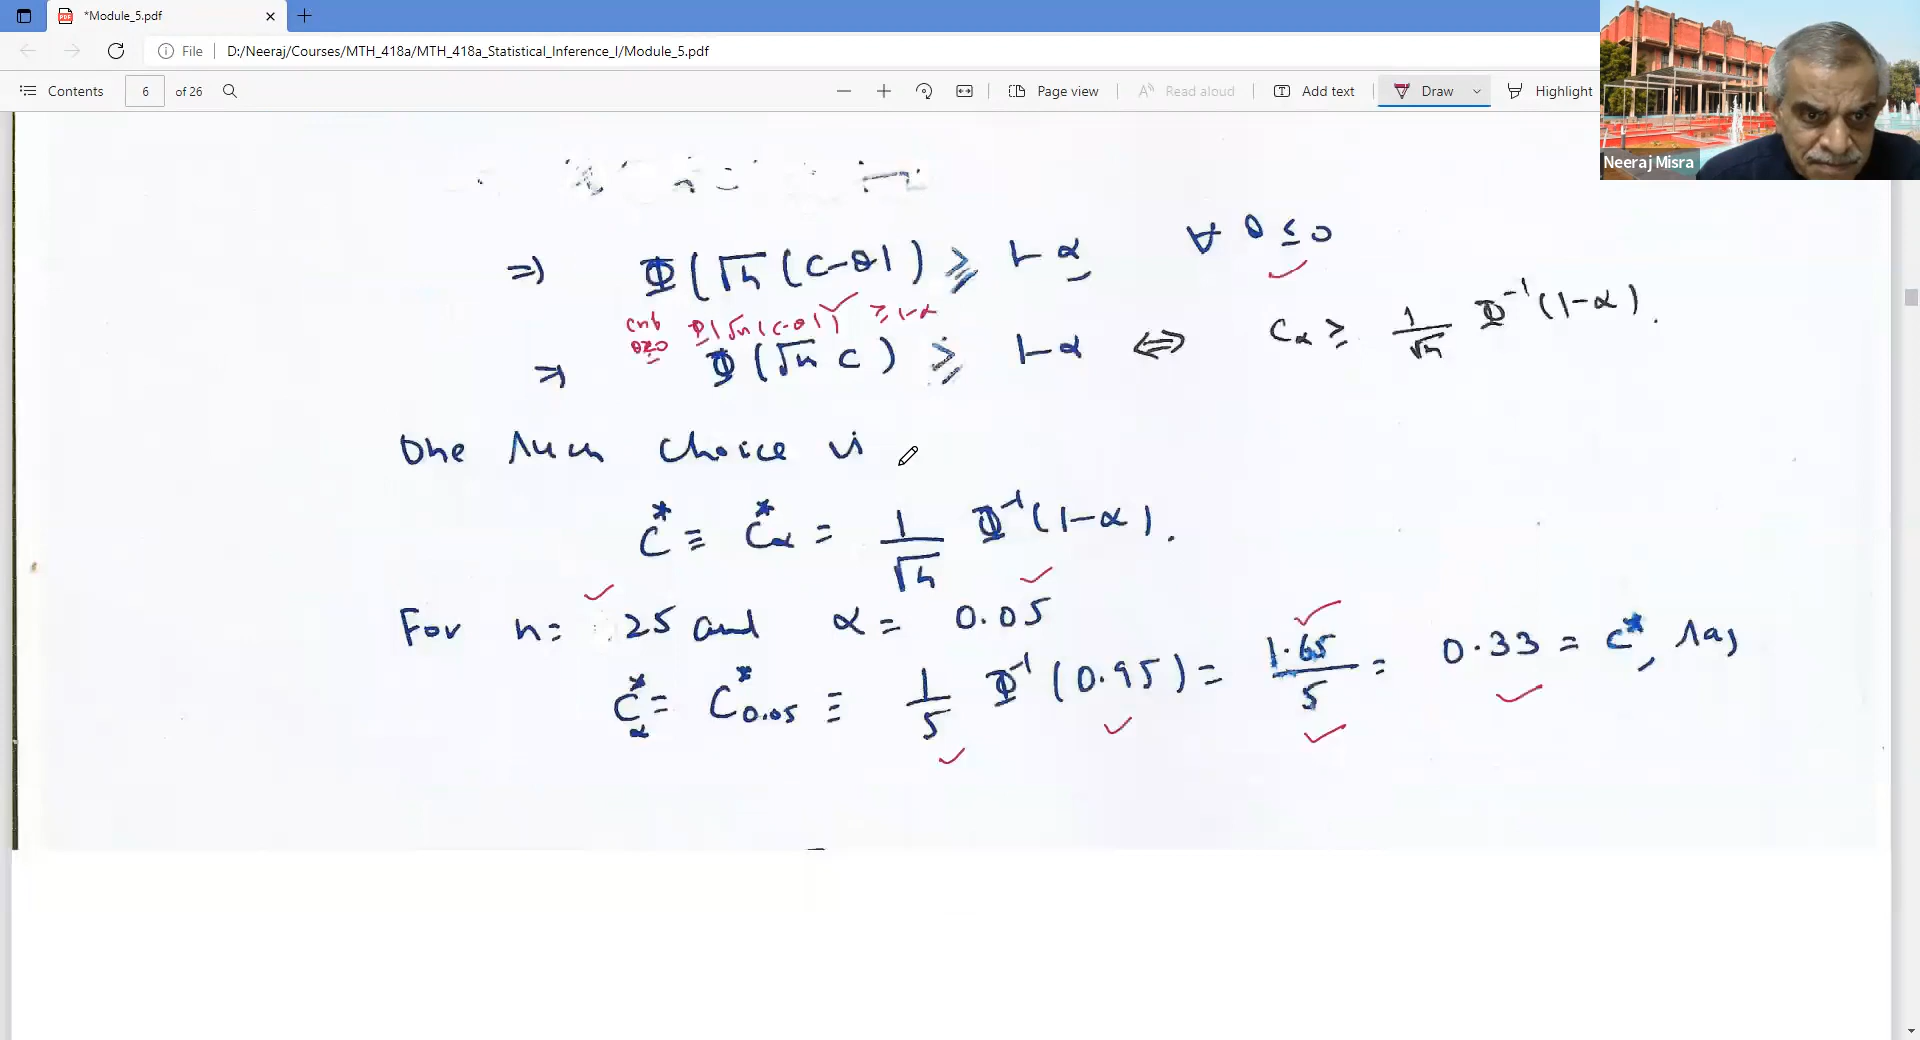 *Module_5.pdf
File D:/Neeraj/Courses/MTH_418a/MTH_418a_Statistical_Inference_I/Module_5.pdf
Contents 6 of 26 Page view Read aloud Add text Draw Highlight
Neeraj Misra
⇒ Φ(√n(c-θ)) ≥ 1-α ∀ θ ≤ 0
θ≤0 Φ(√n(c-θ)) ≥ 1-α
⇒ Φ(√n c) ≥ 1-α ⇔ Cα ≥ 1/√n Φ⁻¹(1-α).
One such choice is
C* ≡ C*α = 1/√n Φ⁻¹(1-α).
For n = 25 and α = 0.05
C*α = C*0.05 ≡ 1/5 Φ⁻¹(0.95) = 1.65/5 = 0.33 = c*, say